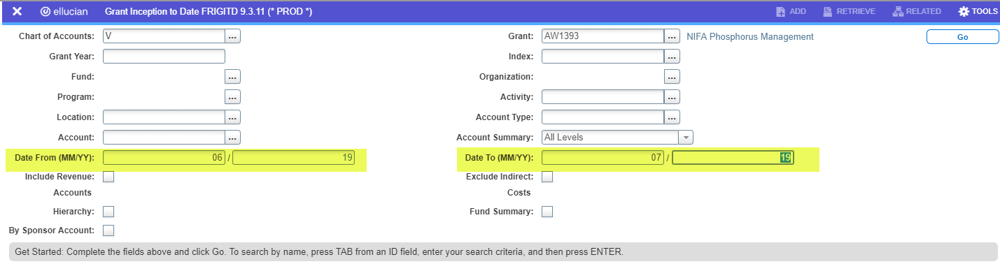 ✕ ellucian Grant Inception to Date FRIGITD 9.3.11 (* PROD *) ADD RETRIEVE RELATED TOOLS
Chart of Accounts: V ... Grant: AW1393 ... NIFA Phosphorus Management Go
Grant Year: Index: ...
Fund: ... Organization: ...
Program: ... Activity: ...
Location: ... Account Type: ...
Account: ... Account Summary: All Levels
Date From (MM/YY): 06 / 19 Date To (MM/YY): 07 / 19
Include Revenue: Exclude Indirect:
Accounts Costs
Hierarchy: Fund Summary:
By Sponsor Account:
Get Started: Complete the fields above and click Go. To search by name, press TAB from an ID field, enter your search criteria, and then press ENTER.